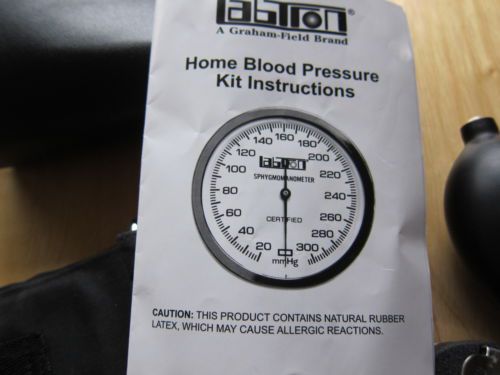 Labtron®
A Graham-Field Brand
Home Blood Pressure
Kit Instructions
160
140 180
120 200
100 220
80 240
60 260
40 280
20 300
Labtron
SPHYGMOMANOMETER
CERTIFIED
mmHg
CAUTION: THIS PRODUCT CONTAINS NATURAL RUBBER
LATEX, WHICH MAY CAUSE ALLERGIC REACTIONS.